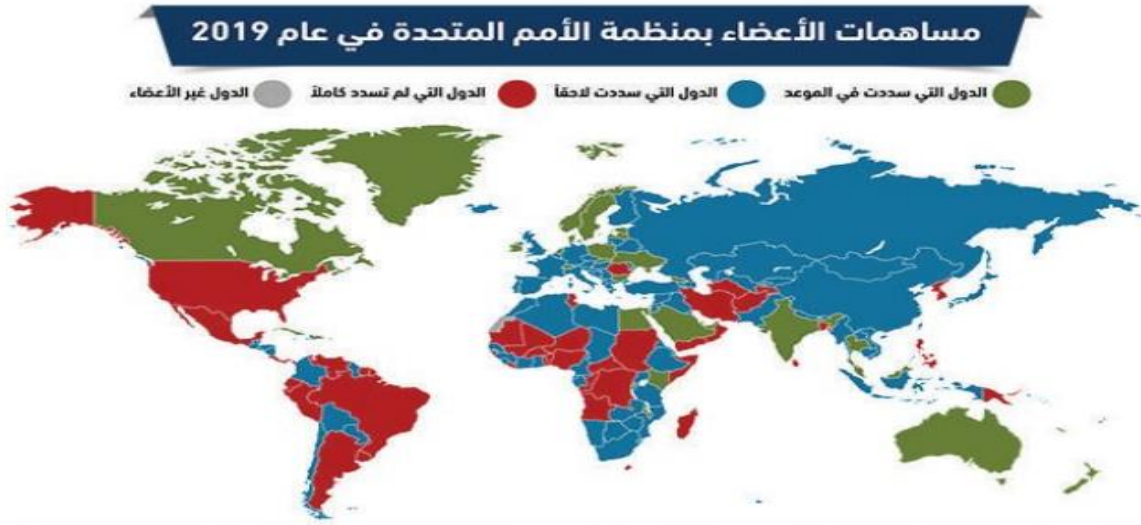 مساهمات الأعضاء بمنظمة الأمم المتحدة في عام 2019
الدول التي سددت في الموعد الدول التي سددت لاحقاً الدول التي لم تسدد كاملاً الدول غير الأعضاء